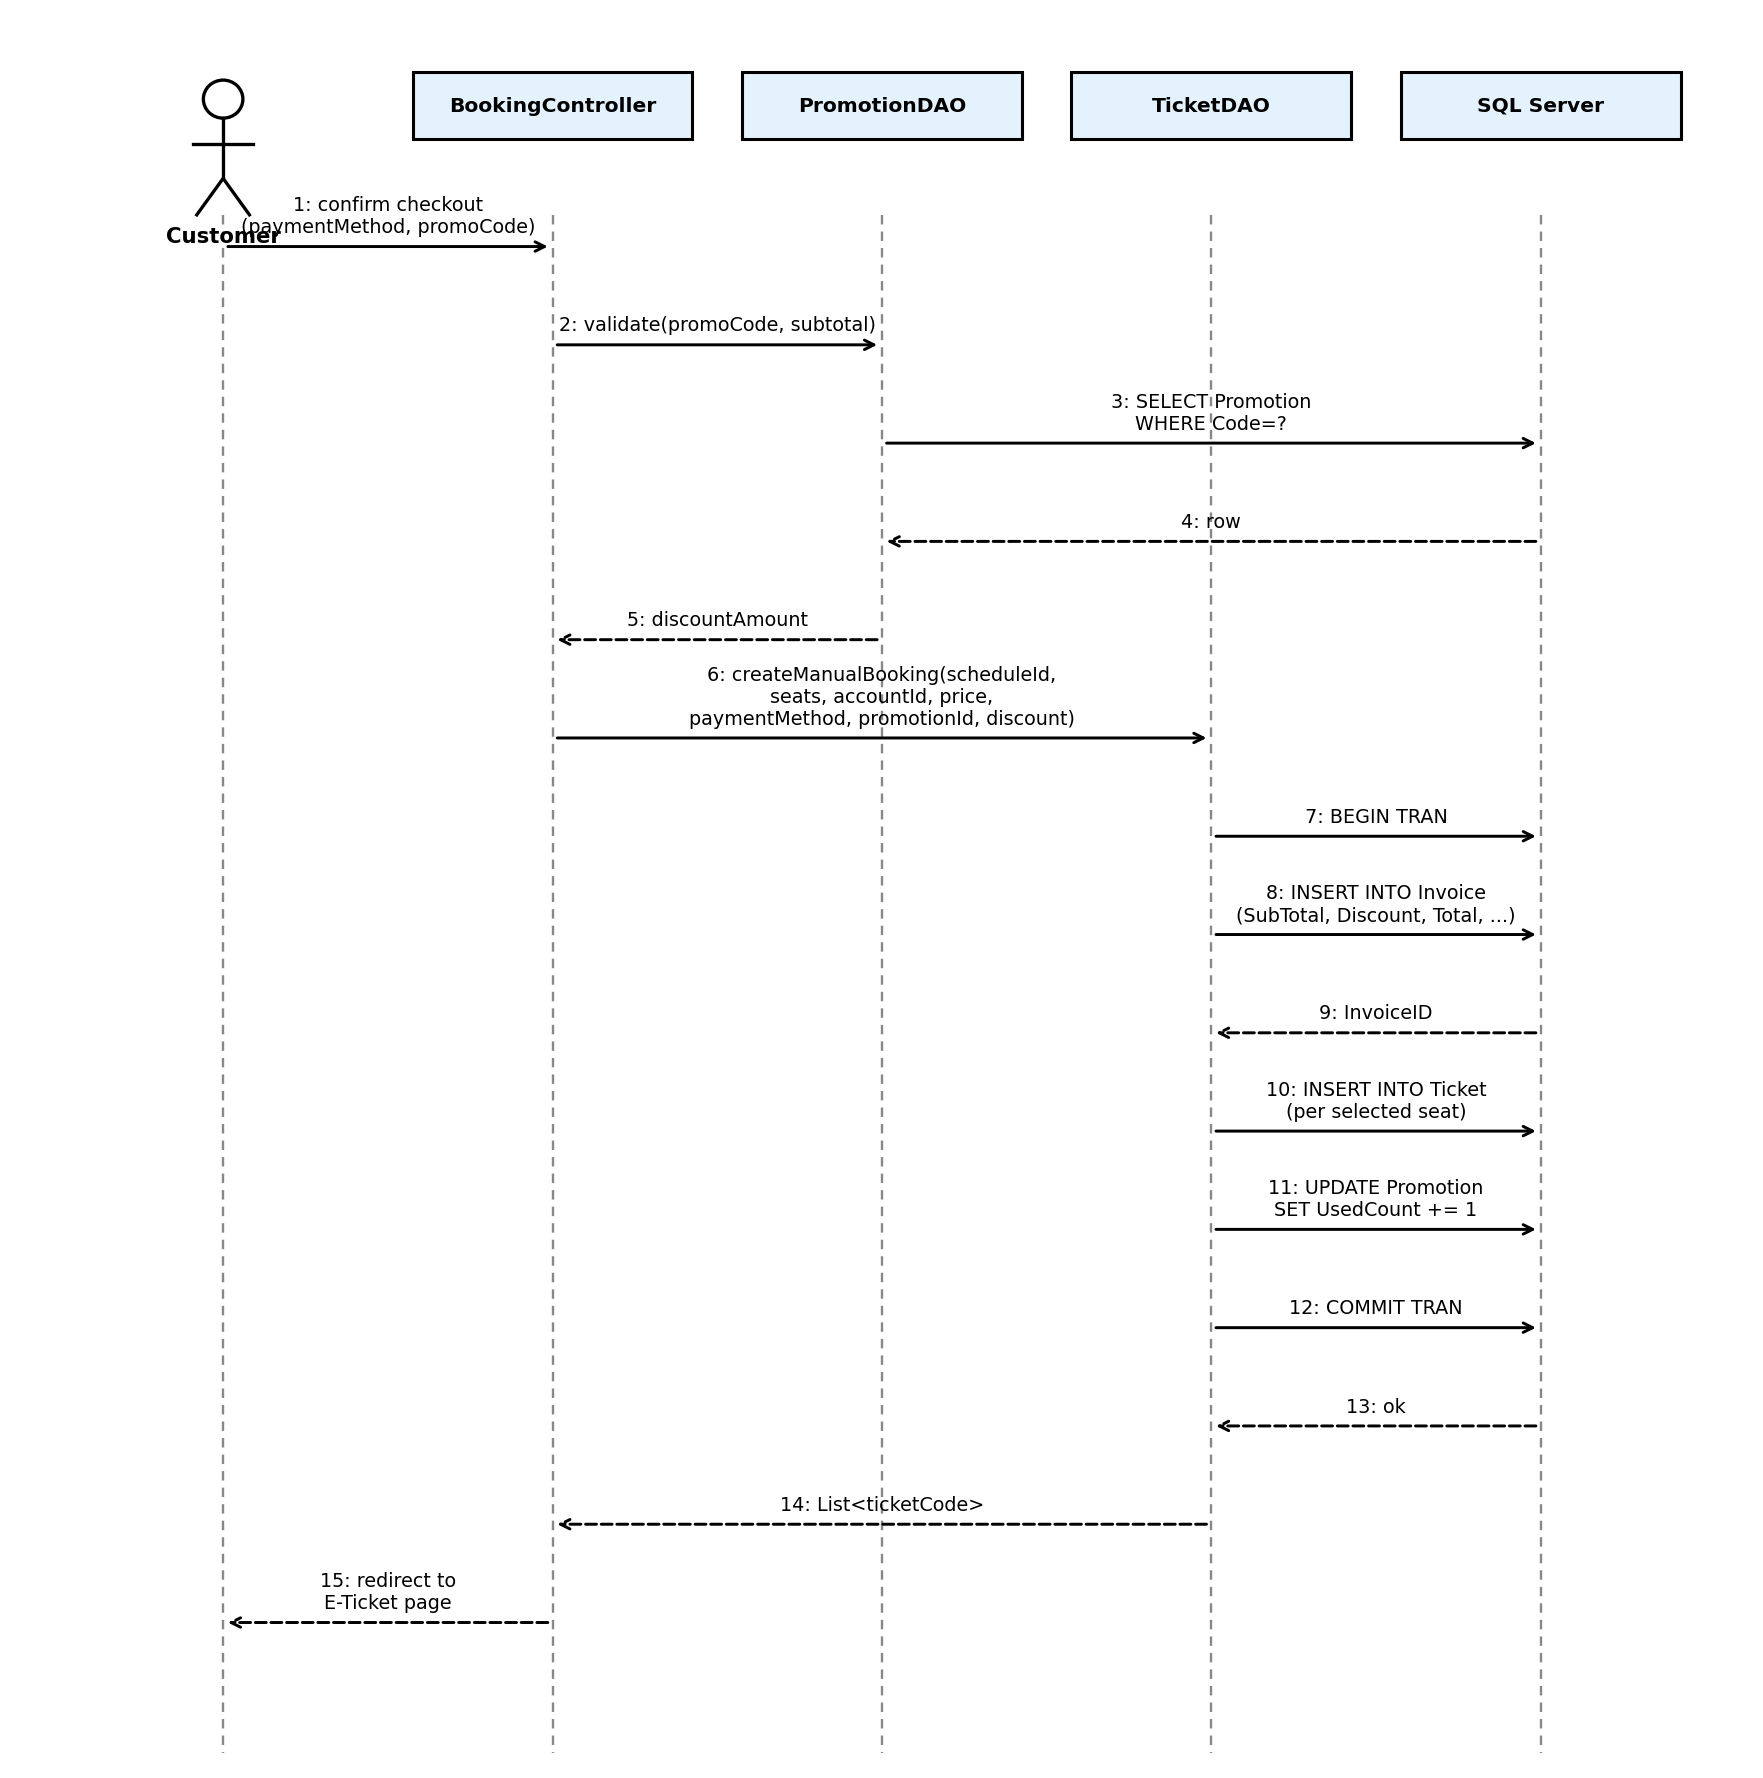 BookingController
PromotionDAO
TicketDAO
SQL Server
Customer
1: confirm checkout
(paymentMethod, promoCode)
2: validate(promoCode, subtotal)
3: SELECT Promotion
WHERE Code=?
4: row
5: discountAmount
6: createManualBooking(scheduleId,
seats, accountId, price,
paymentMethod, promotionId, discount)
7: BEGIN TRAN
8: INSERT INTO Invoice
(SubTotal, Discount, Total, ...)
9: InvoiceID
10: INSERT INTO Ticket
(per selected seat)
11: UPDATE Promotion
SET UsedCount += 1
12: COMMIT TRAN
13: ok
14: List<ticketCode>
15: redirect to
E-Ticket page